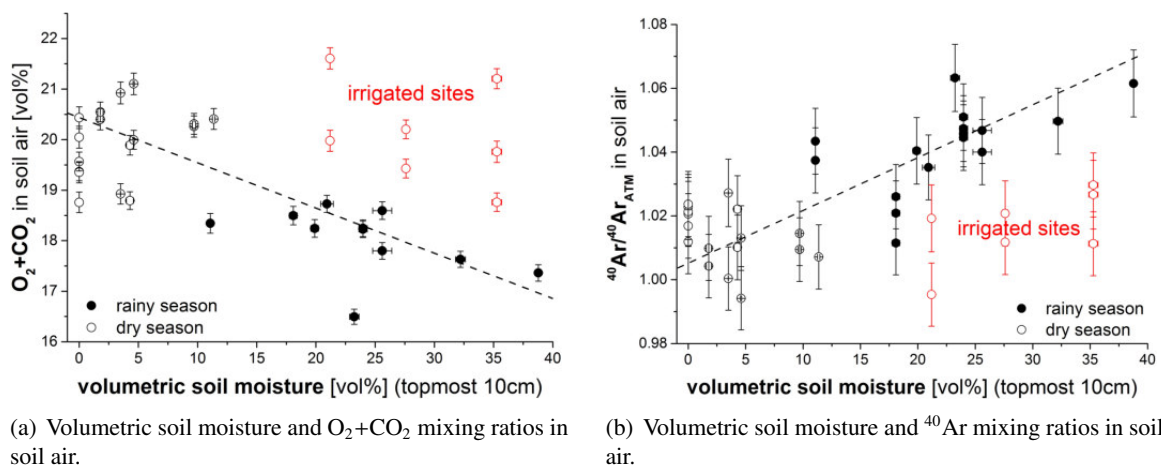 22
21
20
19
18
17
16
O₂+CO₂ in soil air [vol%]
irrigated sites
rainy season
dry season
0 5 10 15 20 25 30 35 40
volumetric soil moisture [vol%] (topmost 10cm)
(a) Volumetric soil moisture and O₂+CO₂ mixing ratios in
soil air.
1.08
1.06
1.04
1.02
1.00
0.98
⁴⁰Ar/⁴⁰Ar_ATM in soil air
irrigated sites
rainy season
dry season
0 5 10 15 20 25 30 35 40
volumetric soil moisture [vol%] (topmost 10cm)
(b) Volumetric soil moisture and ⁴⁰Ar mixing ratios in soil
air.